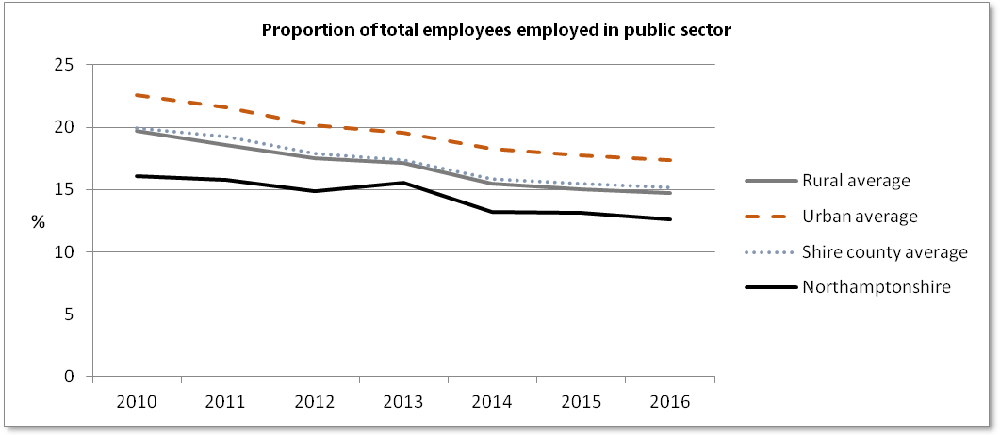 Proportion of total employees employed in public sector
25
20
15
10
5
0
%
2010 2011 2012 2013 2014 2015 2016
Rural average
Urban average
Shire county average
Northamptonshire